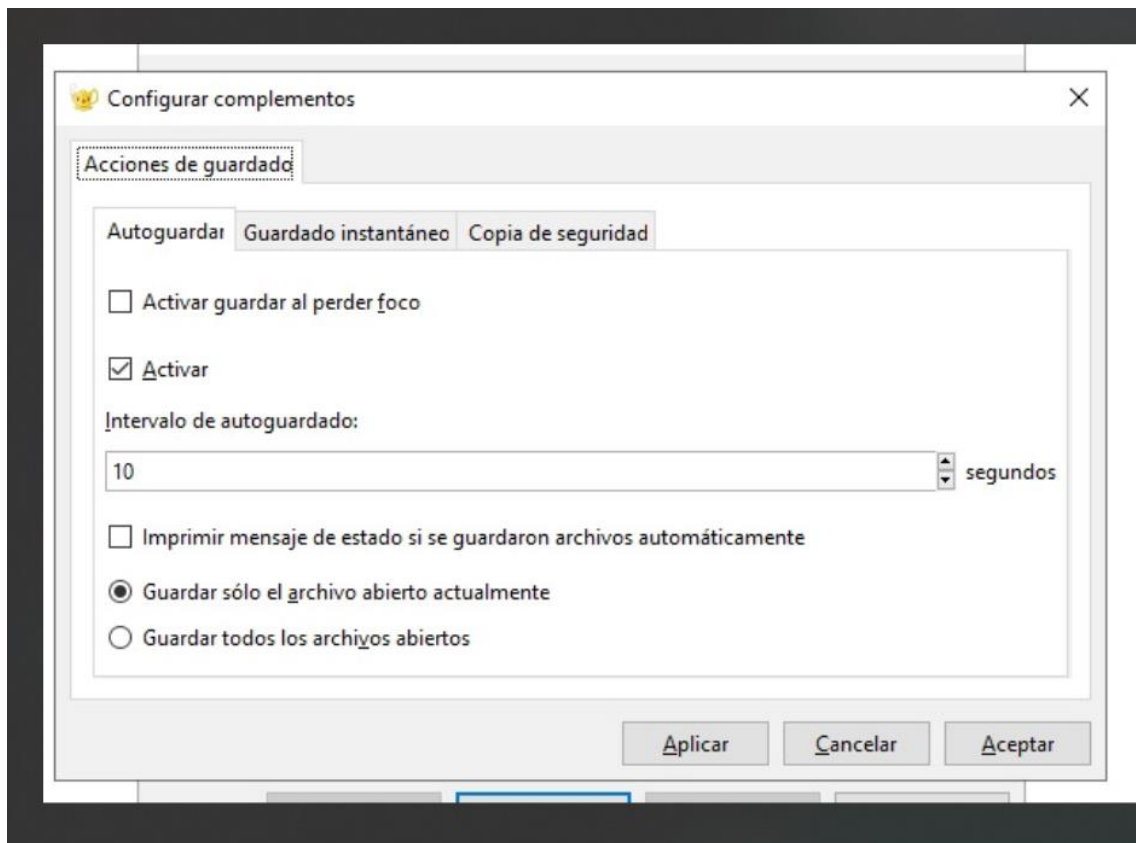 Configurar complementos
Acciones de guardado
Autoguardar Guardado instantáneo Copia de seguridad
Activar guardar al perder foco
Activar
Intervalo de autoguardado:
10 segundos
Imprimir mensaje de estado si se guardaron archivos automáticamente
Guardar sólo el archivo abierto actualmente
Guardar todos los archivos abiertos
Aplicar Cancelar Aceptar